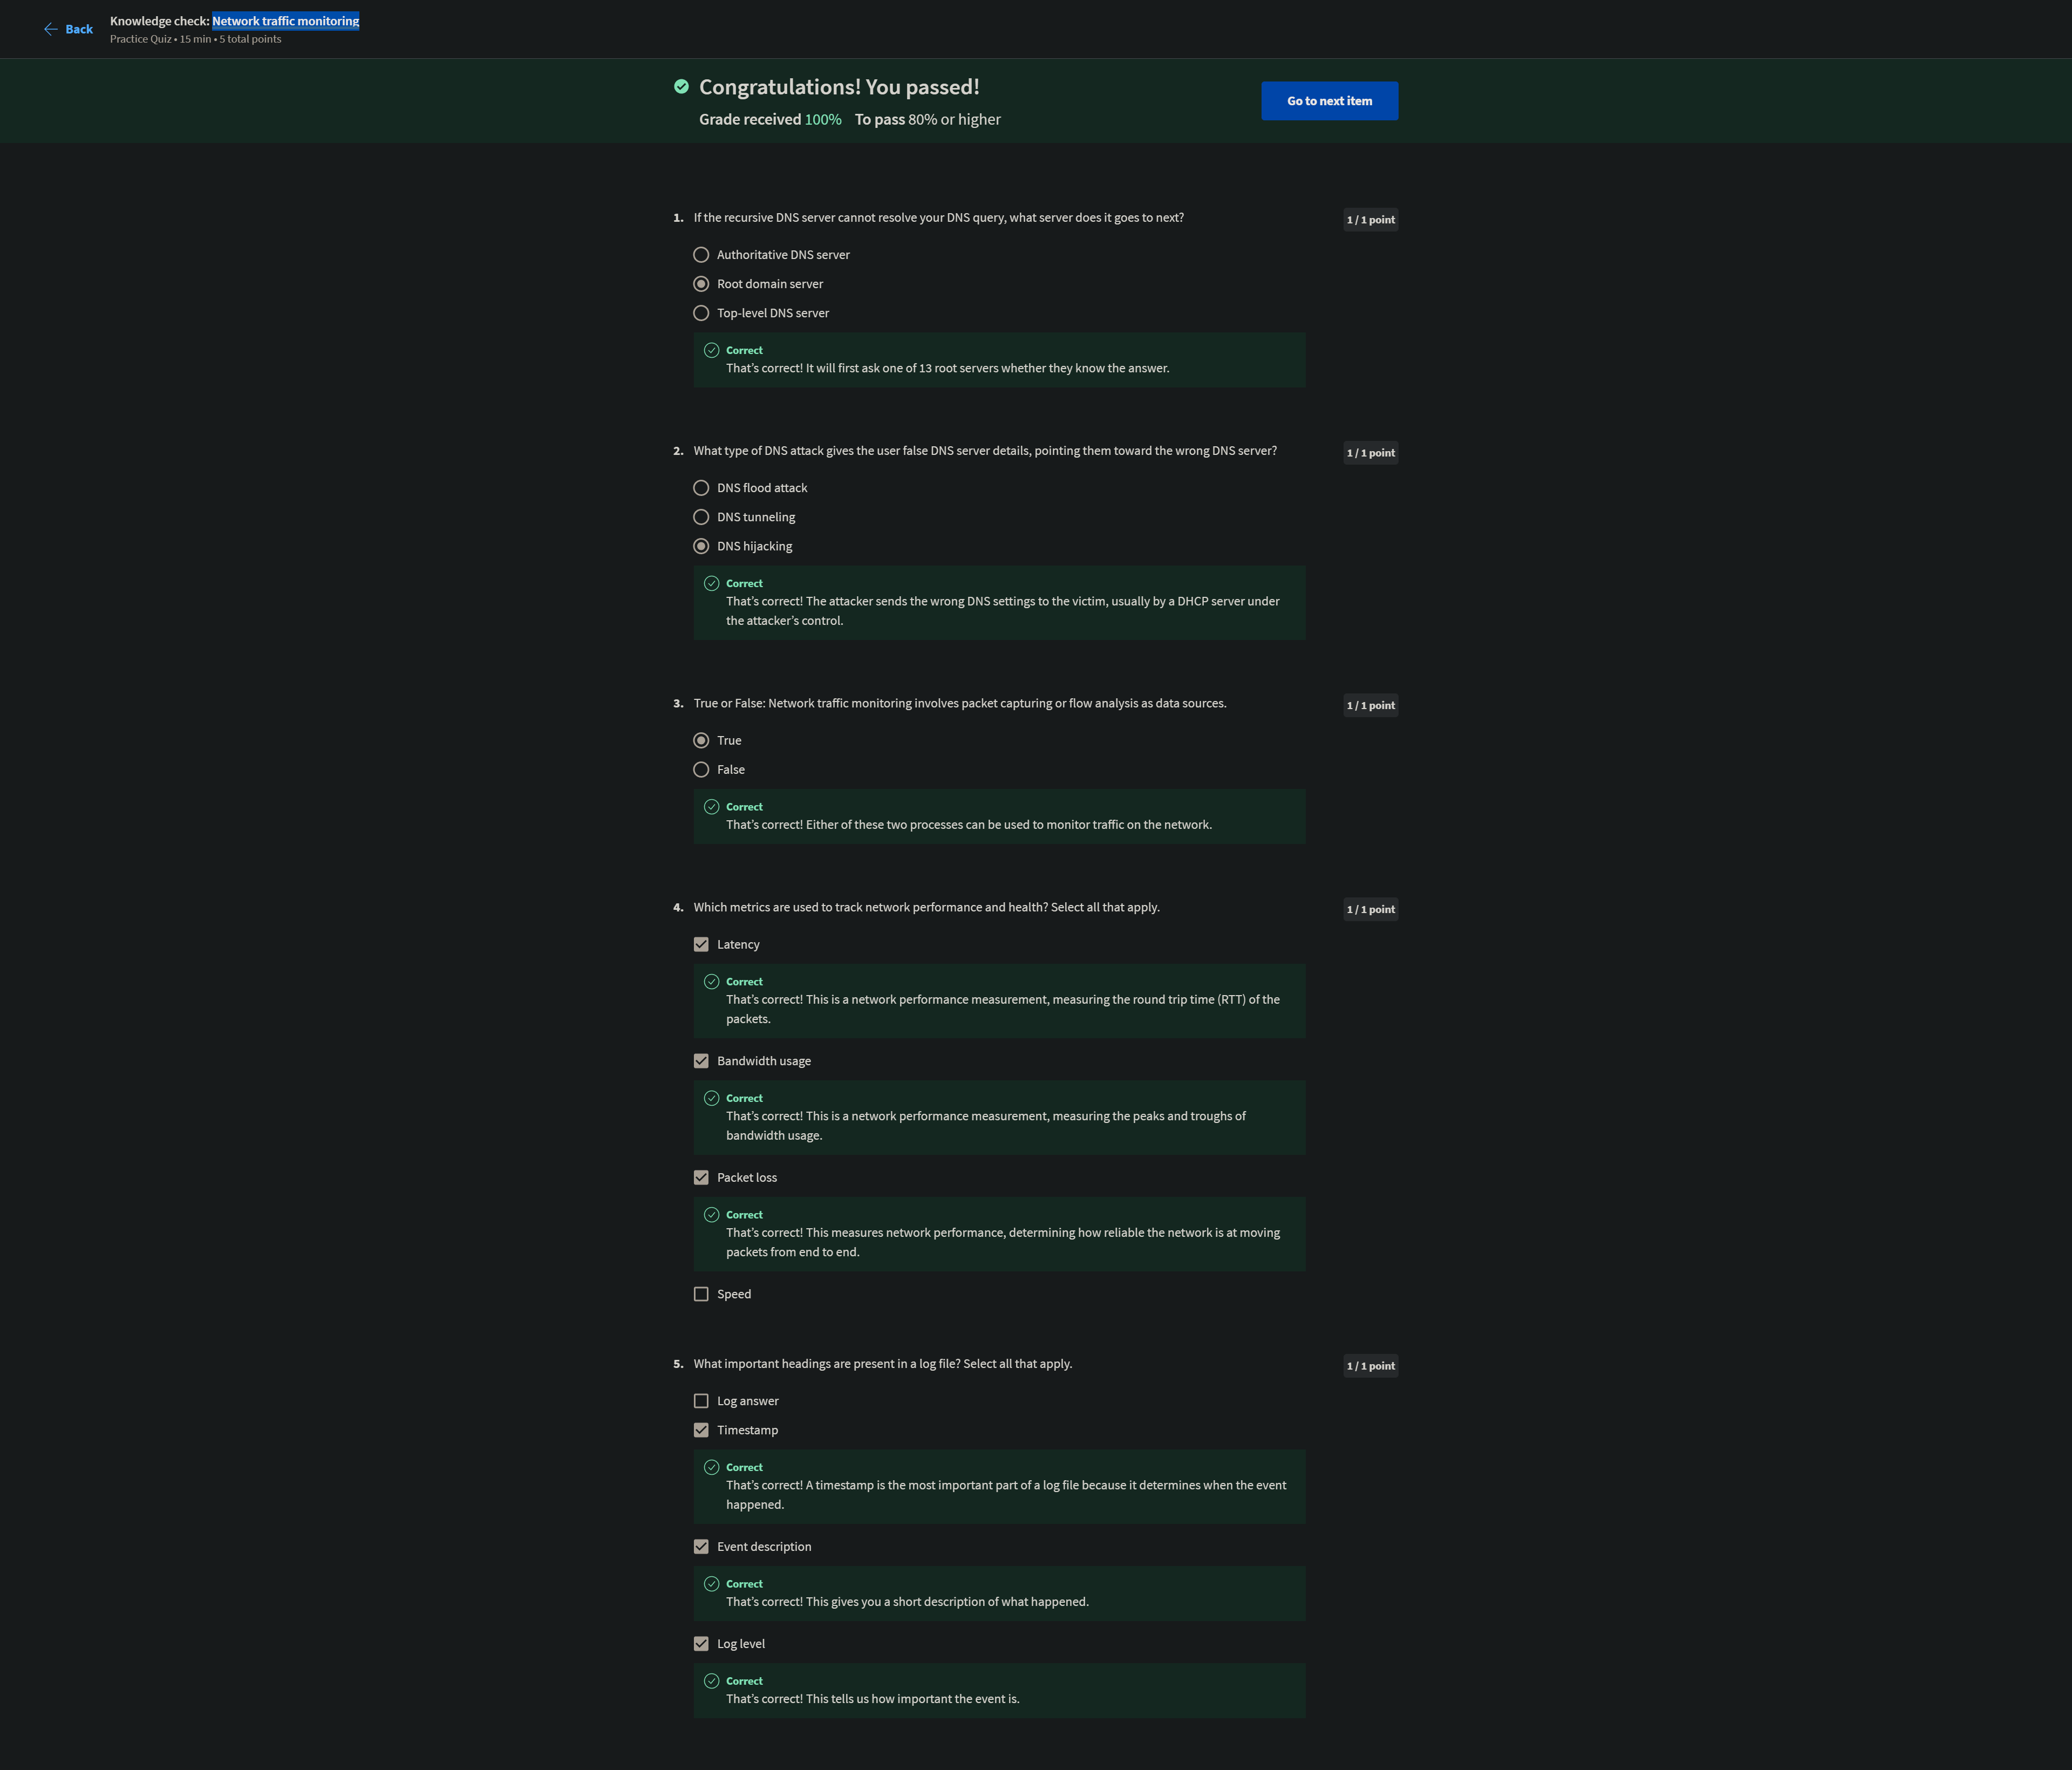 Back
Knowledge check: Network traffic monitoring
Practice Quiz • 15 min • 5 total points
Congratulations! You passed!
Grade received 100% To pass 80% or higher
Go to next item
1. If the recursive DNS server cannot resolve your DNS query, what server does it goes to next?
1 / 1 point
Authoritative DNS server
Root domain server
Top-level DNS server
Correct
That's correct! It will first ask one of 13 root servers whether they know the answer.
2. What type of DNS attack gives the user false DNS server details, pointing them toward the wrong DNS server?
1 / 1 point
DNS flood attack
DNS tunneling
DNS hijacking
Correct
That's correct! The attacker sends the wrong DNS settings to the victim, usually by a DHCP server under
the attacker's control.
3. True or False: Network traffic monitoring involves packet capturing or flow analysis as data sources.
1 / 1 point
True
False
Correct
That's correct! Either of these two processes can be used to monitor traffic on the network.
4. Which metrics are used to track network performance and health? Select all that apply.
1 / 1 point
Latency
Correct
That's correct! This is a network performance measurement, measuring the round trip time (RTT) of the
packets.
Bandwidth usage
Correct
That's correct! This is a network performance measurement, measuring the peaks and troughs of
bandwidth usage.
Packet loss
Correct
That's correct! This measures network performance, determining how reliable the network is at moving
packets from end to end.
Speed
5. What important headings are present in a log file? Select all that apply.
1 / 1 point
Log answer
Timestamp
Correct
That's correct! A timestamp is the most important part of a log file because it determines when the event
happened.
Event description
Correct
That's correct! This gives you a short description of what happened.
Log level
Correct
That's correct! This tells us how important the event is.